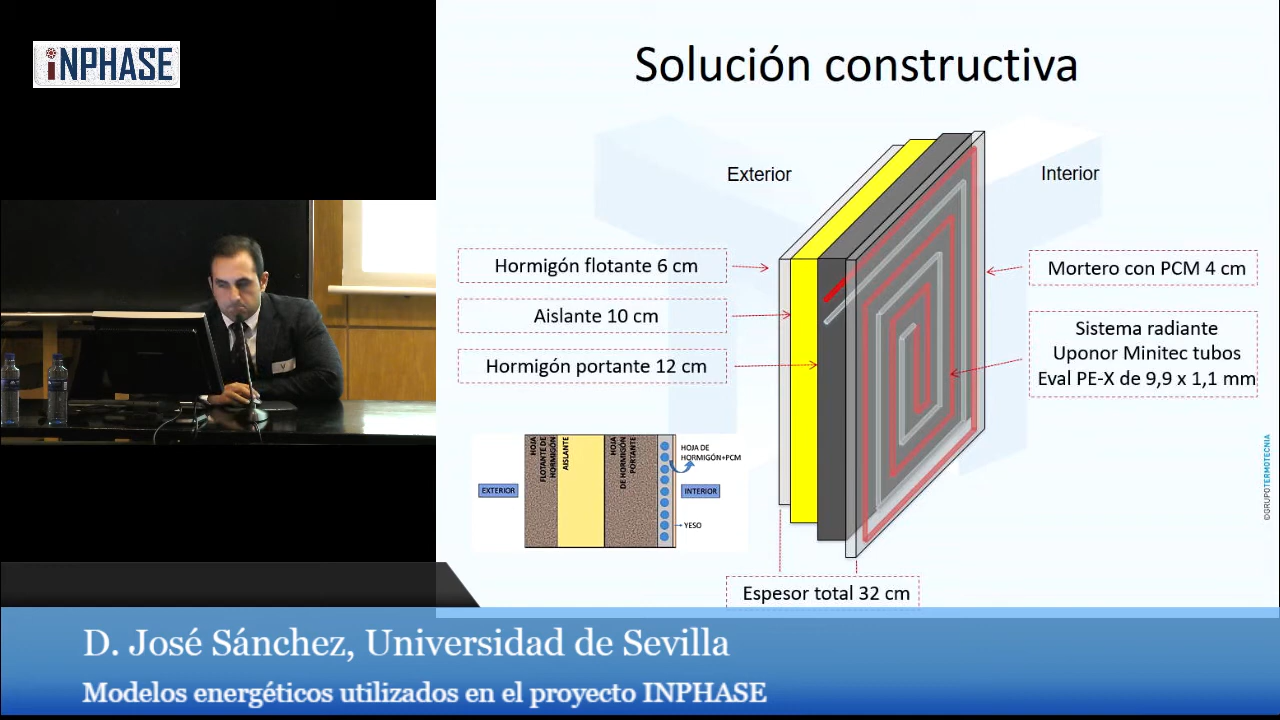 iNPHASE
Solución constructiva
Exterior
Interior
Hormigón flotante 6 cm
Aislante 10 cm
Hormigón portante 12 cm
Mortero con PCM 4 cm
Sistema radiante
Uponor Minitec tubos
Eval PE-X de 9,9 x 1,1 mm
HOJA
FLOTANTE DE
HORMIGÓN
AISLANTE
HOJA
DE HORMIGÓN
PORTANTE
HOJA DE
HORMIGÓN+PCM
EXTERIOR
INTERIOR
YESO
Espesor total 32 cm
©GRUPOTERMOTECNIA
D. José Sánchez, Universidad de Sevilla
Modelos energéticos utilizados en el proyecto INPHASE